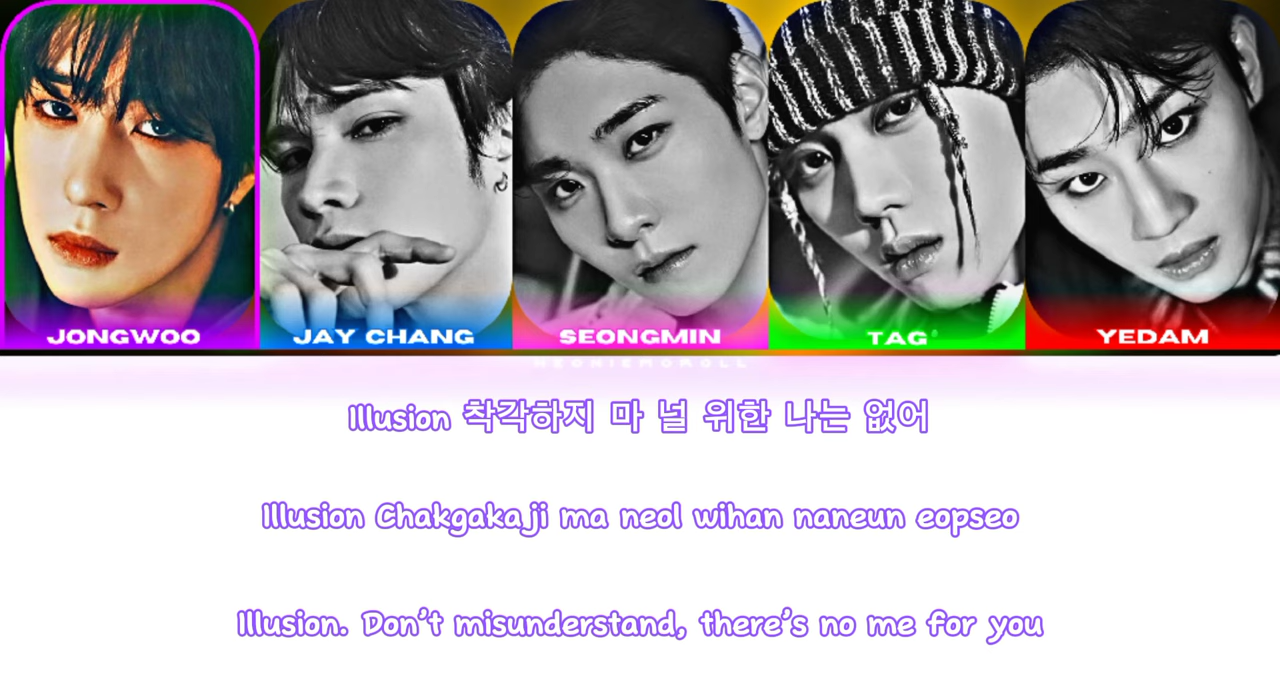 JONGWOO
JAY CHANG
SEONGMIN
TAG
YEDAM
Illusion 착각하지 마 널 위한 나는 없어
Illusion Chakgakaji ma neol wihan naneun eopseo
Illusion. Don't misunderstand, there's no me for you